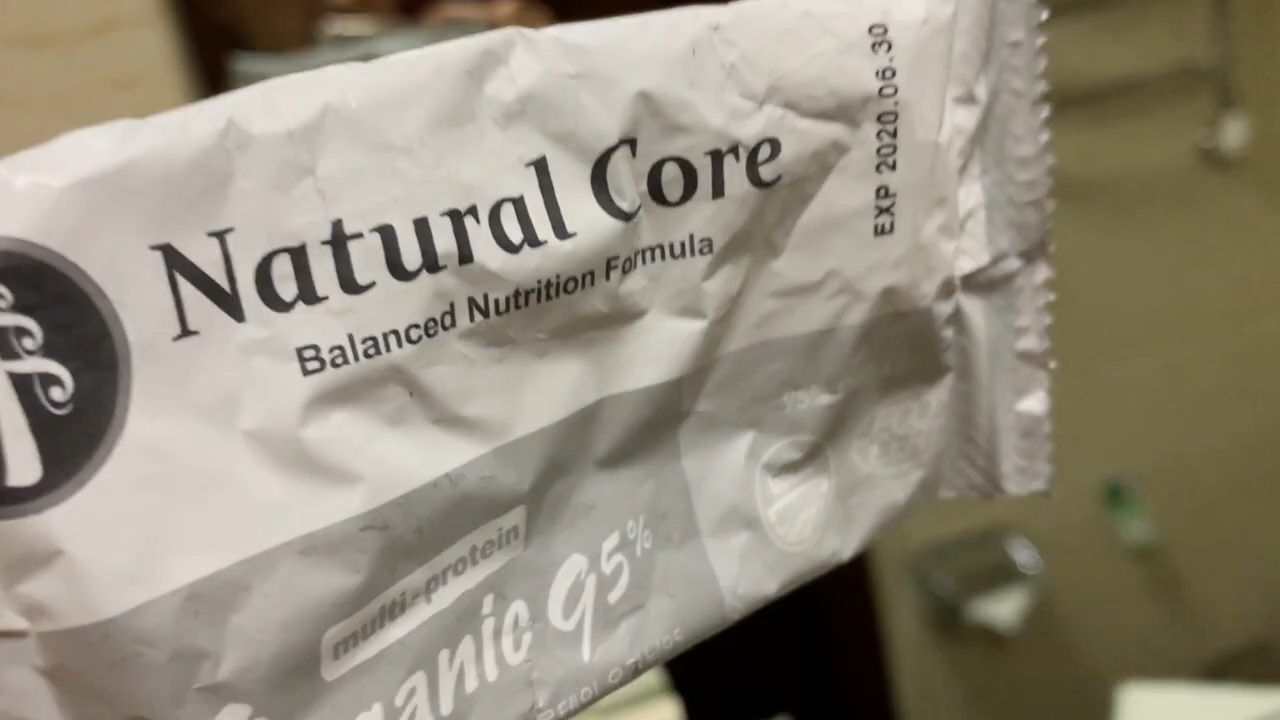 Natural Core
Balanced Nutrition Formula
EXP 2020.06.30
multi-protein
95%